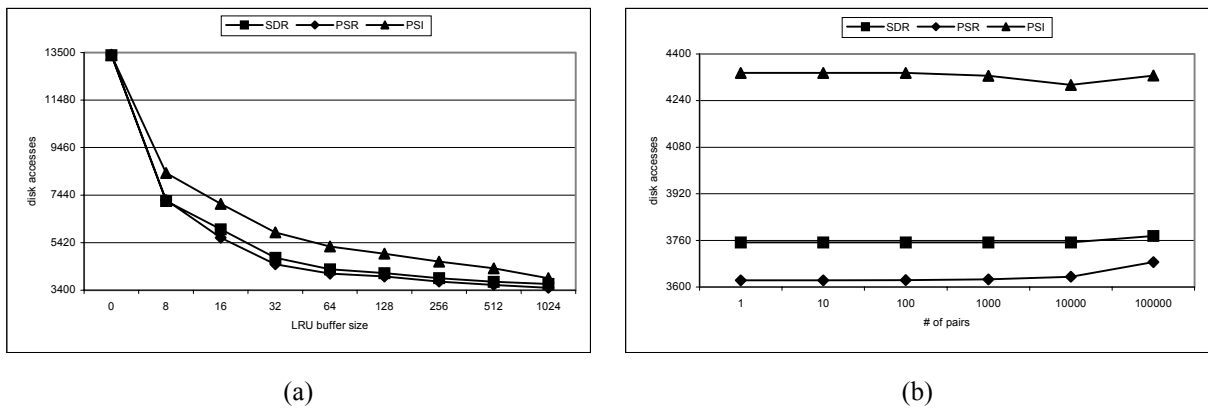 SDR PSR PSI
13500
11480
9460
7440
5420
3400
disk accesses
0 8 16 32 64 128 256 512 1024
LRU buffer size
(a)
SDR PSR PSI
4400
4240
4080
3920
3760
3600
disk accesses
1 10 100 1000 10000 100000
# of pairs
(b)